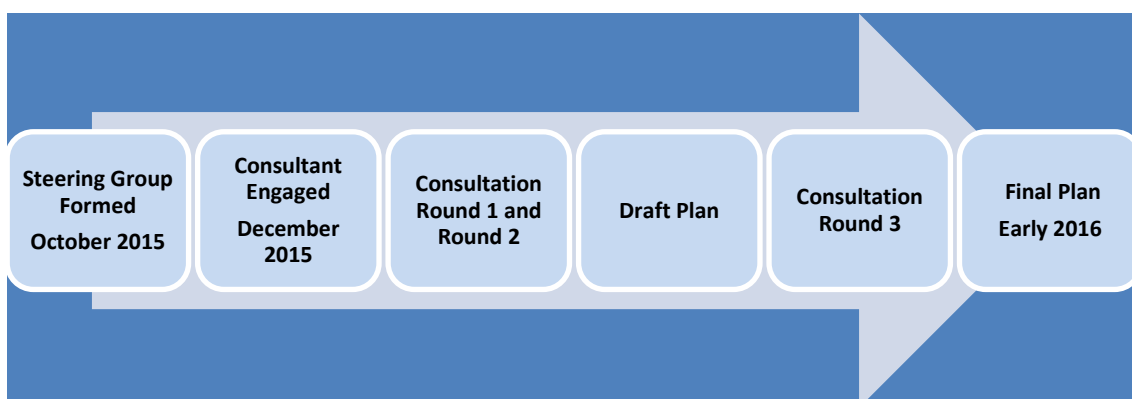 Steering Group
Formed
October 2015
Consultant
Engaged
December
2015
Consultation
Round 1 and
Round 2
Draft Plan
Consultation
Round 3
Final Plan
Early 2016